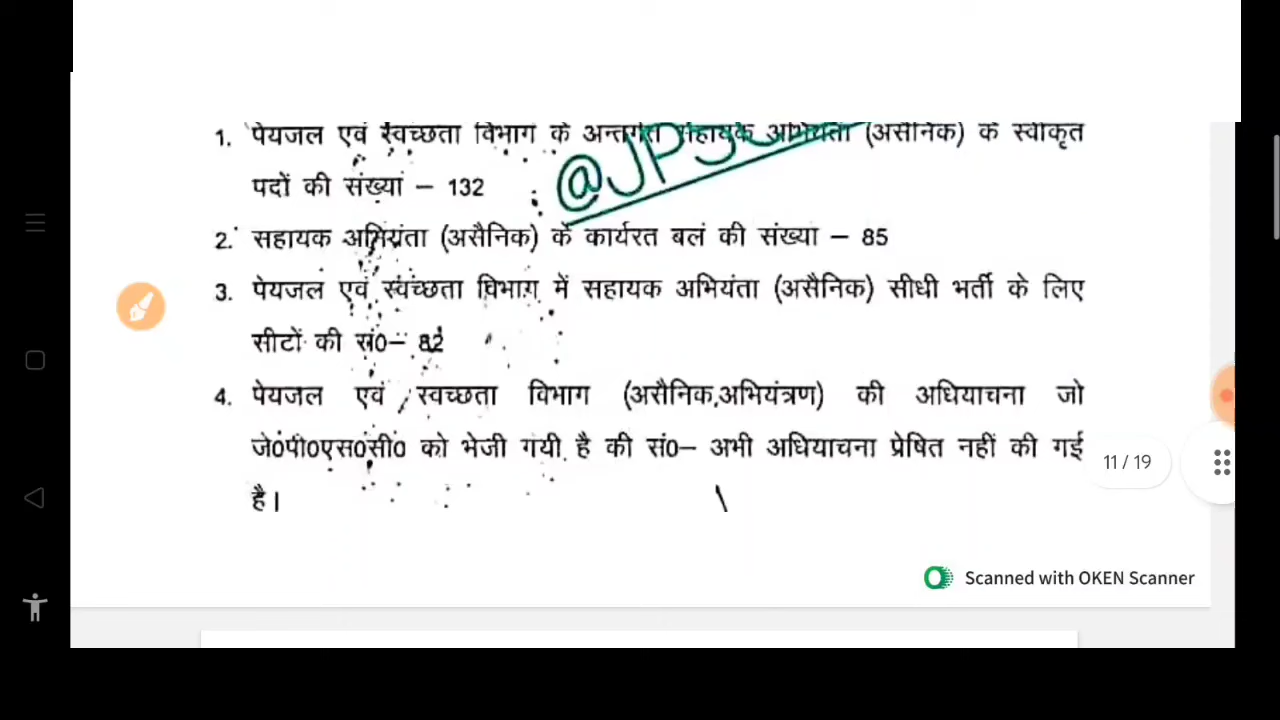 1. पेयजल एवं स्वच्छता विभाग के अन्तर्गत सहायक अभियंता (असैनिक) के स्वीकृत
पदों की संख्या – 132
@JPS
2. सहायक अभियंता (असैनिक) के कार्यरत बल की संख्या – 85
3. पेयजल एवं स्वच्छता विभाग में सहायक अभियंता (असैनिक) सीधी भर्ती के लिए
सीटों की सं0– 82
4. पेयजल एवं स्वच्छता विभाग (असैनिक,अभियंत्रण) की अधियाचना जो
जे0पी0एस0सी0 को भेजी गयी है की सं0– अभी अधियाचना प्रेषित नहीं की गई
11 / 19
है।
Scanned with OKEN Scanner